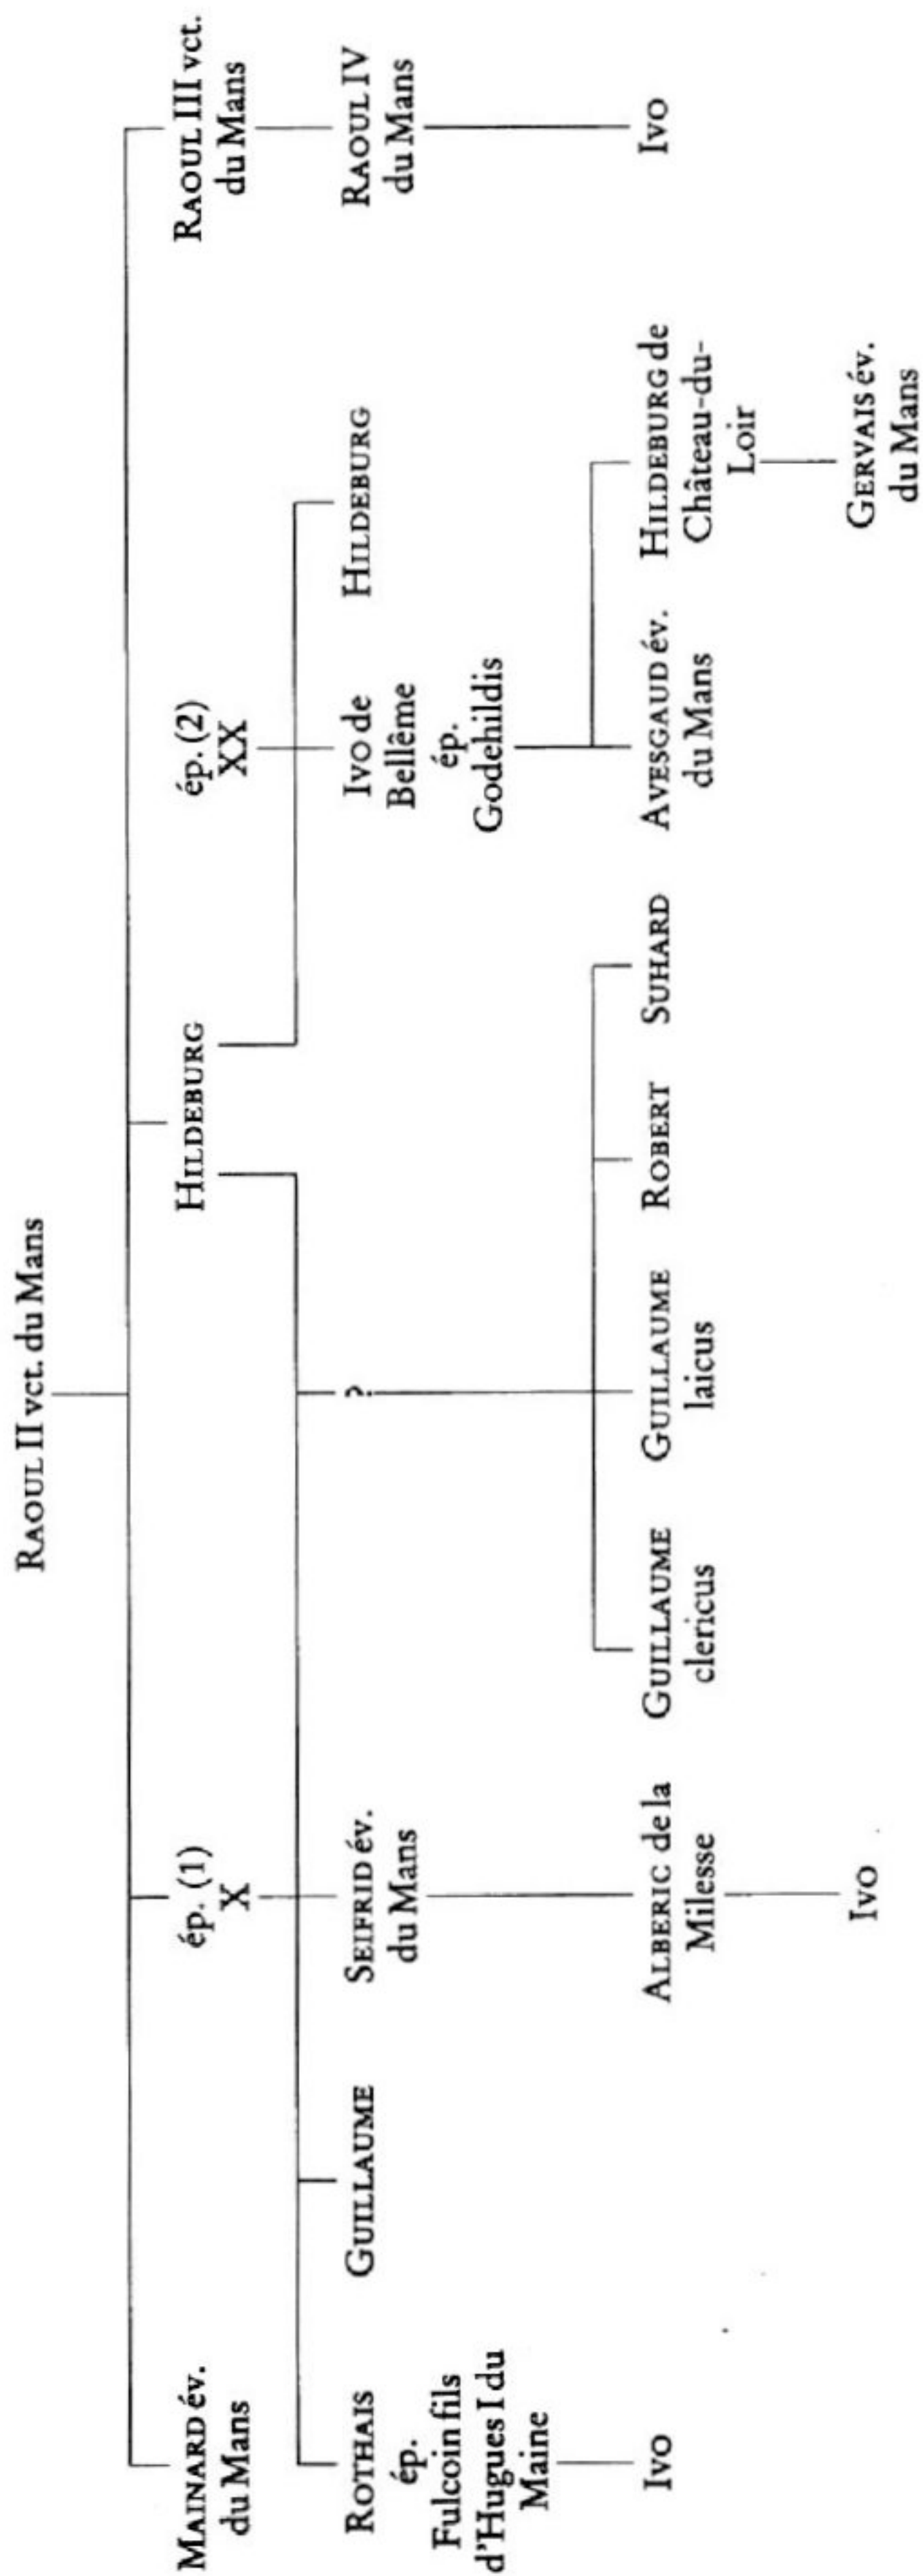 RAOUL II vct. du Mans
MAINARD év.
du Mans
ép. (1)
X
HILDEBURG
ép. (2)
XX
RAOUL III vct.
du Mans
ROTHAIS
ép.
Fulcoin fils
d'Hugues I du
Maine
GUILLAUME
SEIFRID év.
du Mans
?
IVO de
Bellême
ép.
Godehildis
HILDEBURG
RAOUL IV
du Mans
IVO
ALBERIC de la
Milesse
GUILLAUME
clericus
GUILLAUME
laicus
ROBERT
SUHARD
AVESGAUD év.
du Mans
HILDEBURG de
Château-du-
Loir
IVO
IVO
GERVAIS év.
du Mans